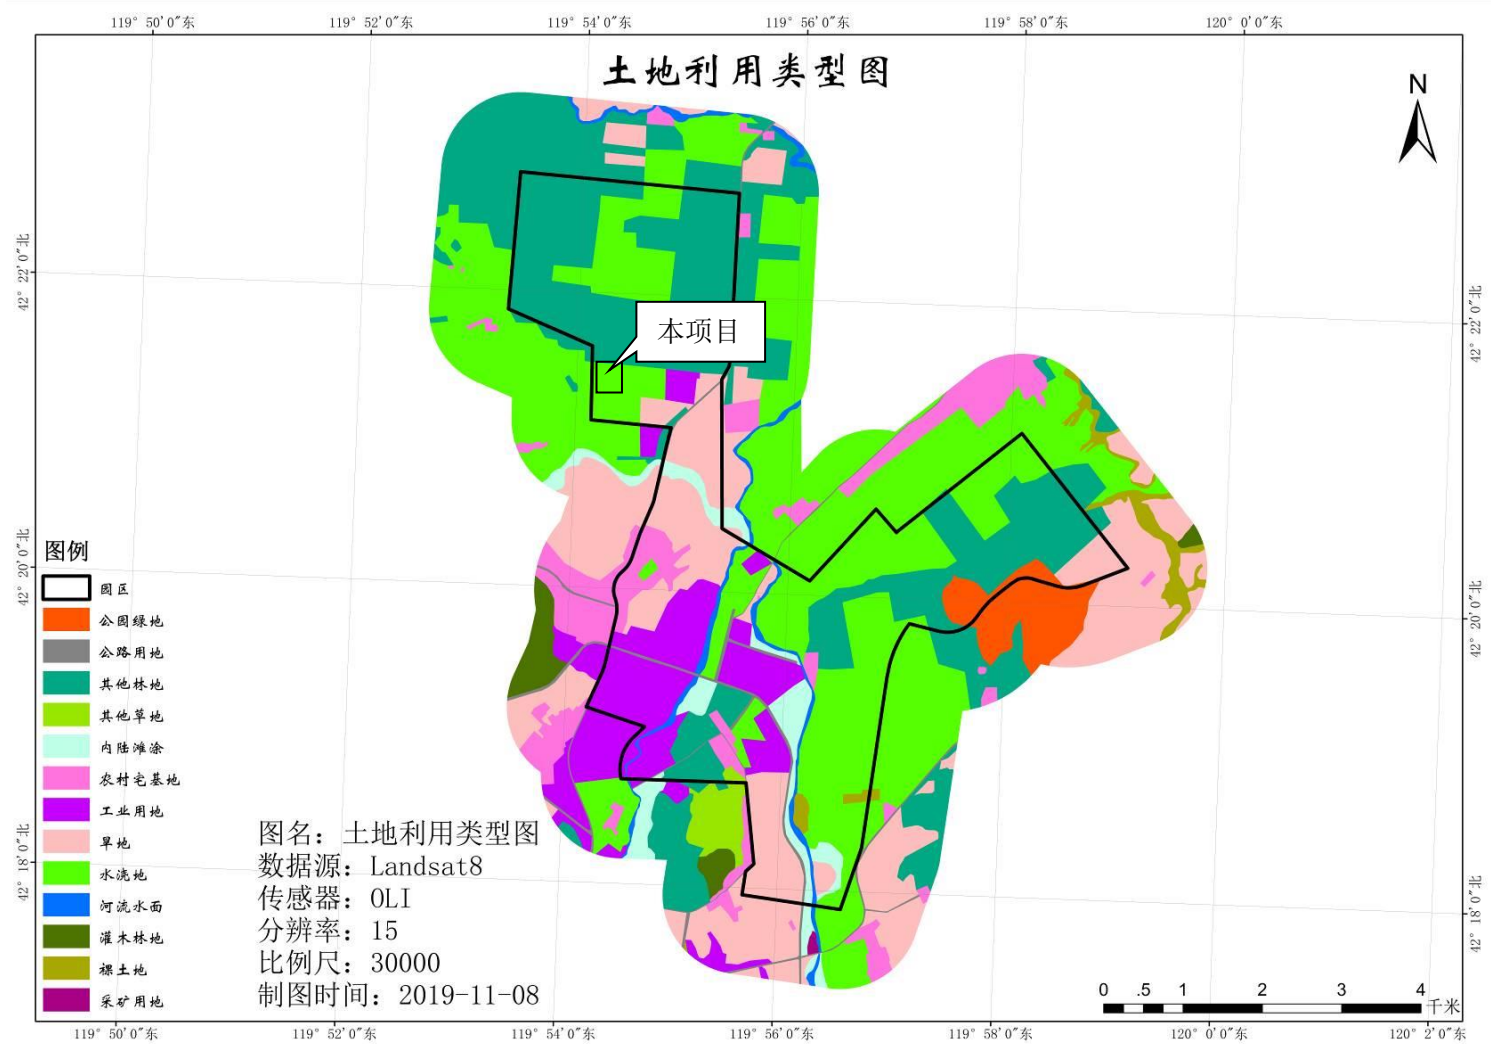 119° 50′0″东
119° 52′0″东
119° 54′0″东
119° 56′0″东
119° 58′0″东
120° 0′0″东
土地利用类型图
N
42° 22′0″北
42° 22′0″北
本项目
42° 20′0″北
42° 20′0″北
42° 18′0″北
42° 18′0″北
图例
园区
公园绿地
公路用地
其他林地
其他草地
内陆滩涂
农村宅基地
工业用地
旱地
水浇地
河流水面
灌木林地
裸土地
采矿用地
图名：土地利用类型图
数据源：Landsat8
传感器：OLI
分辨率：15
比例尺：30000
制图时间：2019-11-08
0 .5 1 2 3 4
千米
119° 50′0″东
119° 52′0″东
119° 54′0″东
119° 56′0″东
119° 58′0″东
120° 0′0″东
120° 2′0″东